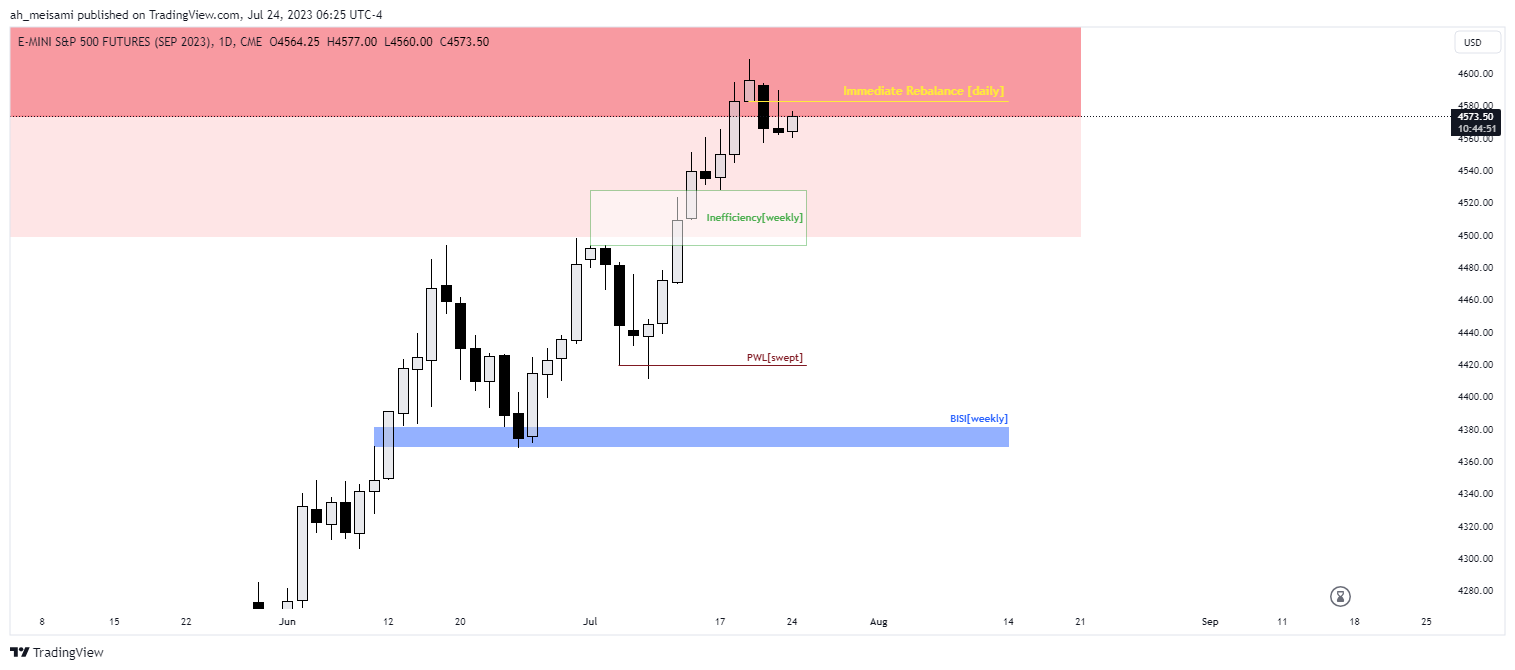 ah_meisami published on TradingView.com, Jul 24, 2023 06:25 UTC-4
E-MINI S&P 500 FUTURES (SEP 2023), 1D, CME O4564.25 H4577.00 L4560.00 C4573.50
USD
4600.00
Immediate Rebalance [daily]
4580.00
4573.50
10:44:51
4560.00
4540.00
4520.00
Inefficiency[weekly]
4500.00
4480.00
4460.00
4440.00
PWL[swept]
4420.00
4400.00
BISI[weekly]
4380.00
4360.00
4340.00
4320.00
4300.00
4280.00
8 15 22 Jun 12 20 Jul 17 24 Aug 14 21 Sep 11 18 25
TradingView